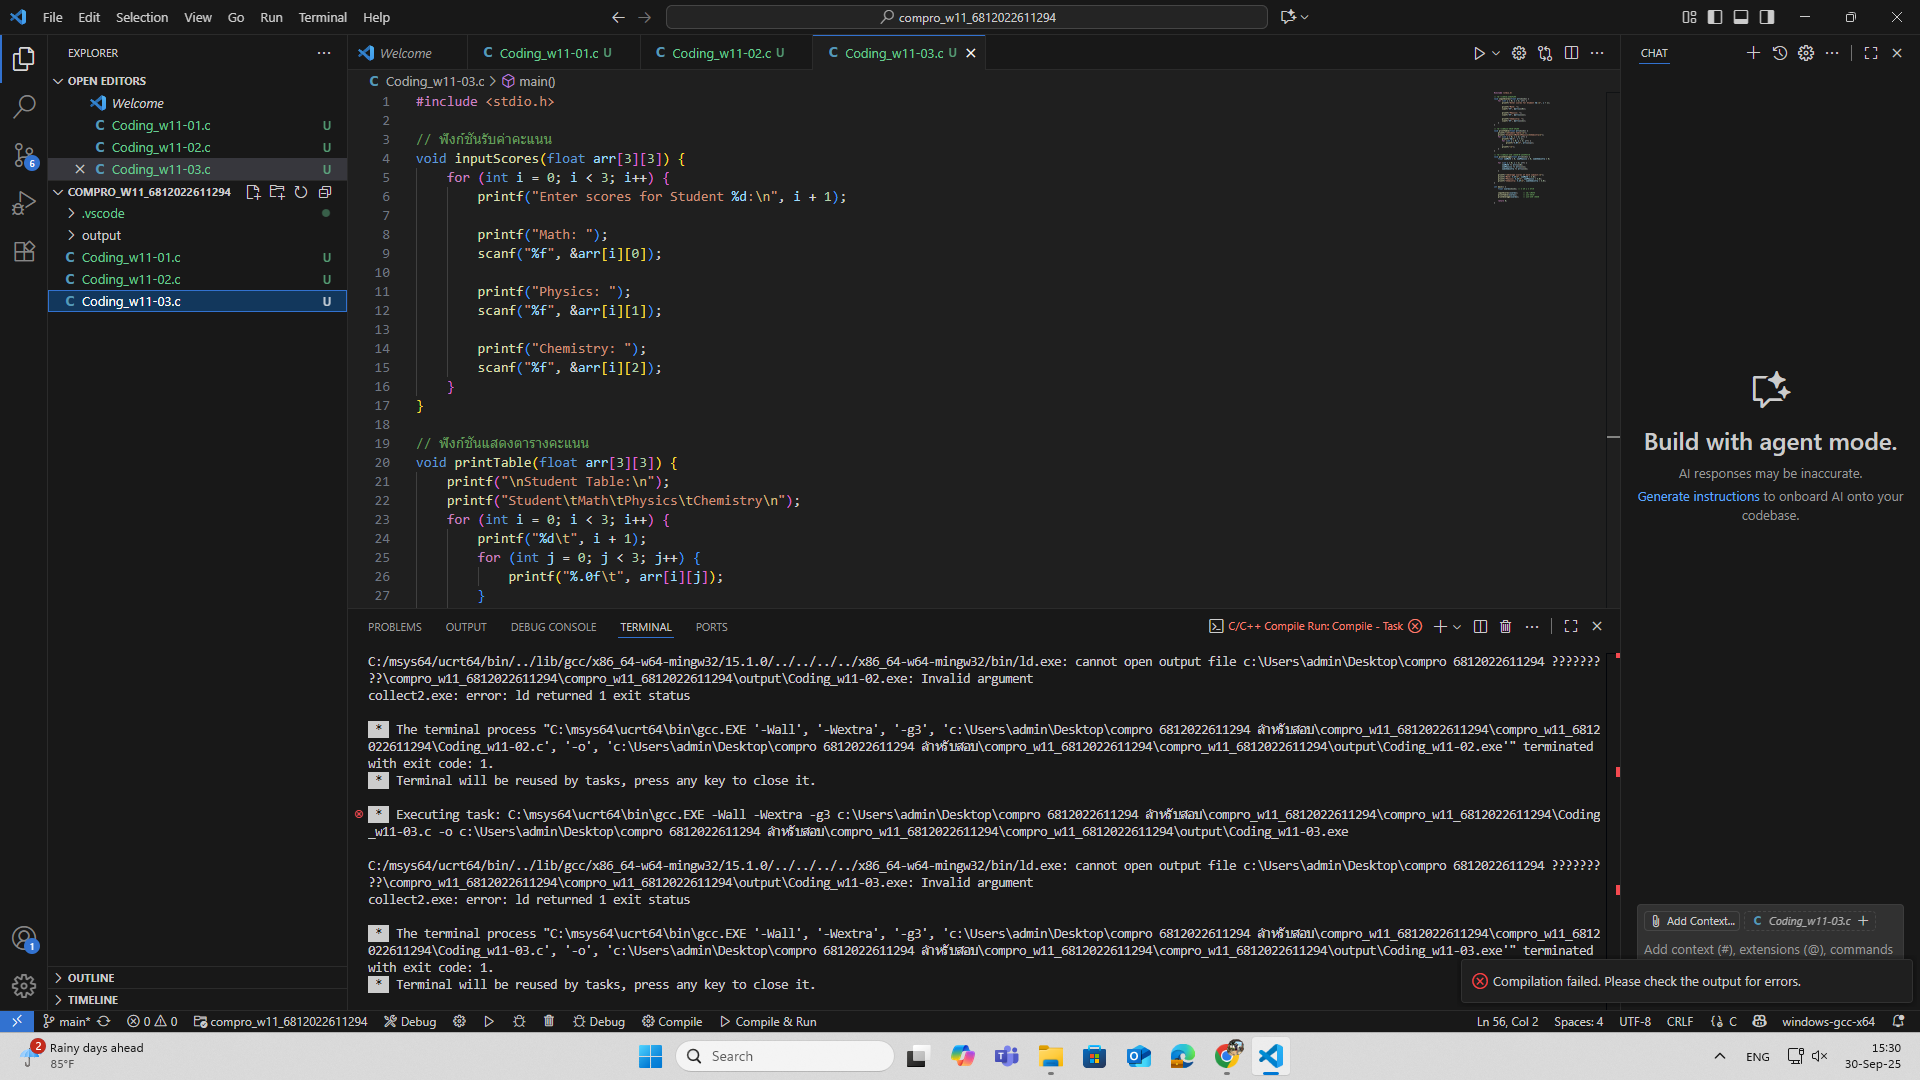 File Edit Selection View Go Run Terminal Help
compro_w11_6812022611294
EXPLORER
OPEN EDITORS
Welcome
Coding_w11-01.c U
Coding_w11-02.c U
Coding_w11-03.c U
COMPRO_W11_6812022611294
.vscode
output
C Coding_w11-01.c U
C Coding_w11-02.c U
C Coding_w11-03.c U
OUTLINE
TIMELINE
Welcome C Coding_w11-01.c U C Coding_w11-02.c U C Coding_w11-03.c U
C Coding_w11-03.c > main()
1 #include <stdio.h>
2
3 // ฟังก์ชันรับค่าคะแนน
4 void inputScores(float arr[3][3]) {
5 for (int i = 0; i < 3; i++) {
6 printf("Enter scores for Student %d:\n", i + 1);
7
8 printf("Math: ");
9 scanf("%f", &arr[i][0]);
10
11 printf("Physics: ");
12 scanf("%f", &arr[i][1]);
13
14 printf("Chemistry: ");
15 scanf("%f", &arr[i][2]);
16 }
17 }
18
19 // ฟังก์ชันแสดงตารางคะแนน
20 void printTable(float arr[3][3]) {
21 printf("\nStudent Table:\n");
22 printf("Student\tMath\tPhysics\tChemistry\n");
23 for (int i = 0; i < 3; i++) {
24 printf("%d\t", i + 1);
25 for (int j = 0; j < 3; j++) {
26 printf("%.0f\t", arr[i][j]);
27 }
PROBLEMS OUTPUT DEBUG CONSOLE TERMINAL PORTS
C/C++ Compile Run: Compile - Task
C:/msys64/ucrt64/bin/../lib/gcc/x86_64-w64-mingw32/15.1.0/../../../../x86_64-w64-mingw32/bin/ld.exe: cannot open output file c:\Users\admin\Desktop\compro 6812022611294 ???????
??\compro_w11_6812022611294\compro_w11_6812022611294\output\Coding_w11-02.exe: Invalid argument
collect2.exe: error: ld returned 1 exit status
* The terminal process "C:\msys64\ucrt64\bin\gcc.EXE '-Wall', '-Wextra', '-g3', 'c:\Users\admin\Desktop\compro 6812022611294 สำหรับสอบ\compro_w11_6812022611294\compro_w11_6812
022611294\Coding_w11-02.c', '-o', 'c:\Users\admin\Desktop\compro 6812022611294 สำหรับสอบ\compro_w11_6812022611294\compro_w11_6812022611294\output\Coding_w11-02.exe'" terminated
with exit code: 1.
* Terminal will be reused by tasks, press any key to close it.
* Executing task: C:\msys64\ucrt64\bin\gcc.EXE -Wall -Wextra -g3 c:\Users\admin\Desktop\compro 6812022611294 สำหรับสอบ\compro_w11_6812022611294\compro_w11_6812022611294\Coding
_w11-03.c -o c:\Users\admin\Desktop\compro 6812022611294 สำหรับสอบ\compro_w11_6812022611294\compro_w11_6812022611294\output\Coding_w11-03.exe
C:/msys64/ucrt64/bin/../lib/gcc/x86_64-w64-mingw32/15.1.0/../../../../x86_64-w64-mingw32/bin/ld.exe: cannot open output file c:\Users\admin\Desktop\compro 6812022611294 ???????
??\compro_w11_6812022611294\compro_w11_6812022611294\output\Coding_w11-03.exe: Invalid argument
collect2.exe: error: ld returned 1 exit status
* The terminal process "C:\msys64\ucrt64\bin\gcc.EXE '-Wall', '-Wextra', '-g3', 'c:\Users\admin\Desktop\compro 6812022611294 สำหรับสอบ\compro_w11_6812022611294\compro_w11_6812
022611294\Coding_w11-03.c', '-o', 'c:\Users\admin\Desktop\compro 6812022611294 สำหรับสอบ\compro_w11_6812022611294\compro_w11_6812022611294\output\Coding_w11-03.exe'" terminated
with exit code: 1.
* Terminal will be reused by tasks, press any key to close it.
CHAT
Build with agent mode.
AI responses may be inaccurate.
Generate instructions to onboard AI onto your
codebase.
Add Context... C Coding_w11-03.c +
Add context (#), extensions (@), commands
Compilation failed. Please check the output for errors.
main* 0 0 compro_w11_6812022611294 Debug Debug Compile Compile & Run
Ln 56, Col 2 Spaces: 4 UTF-8 CRLF {} C windows-gcc-x64
6
1
2
Rainy days ahead
85°F
Search
ENG
15:30
30-Sep-25